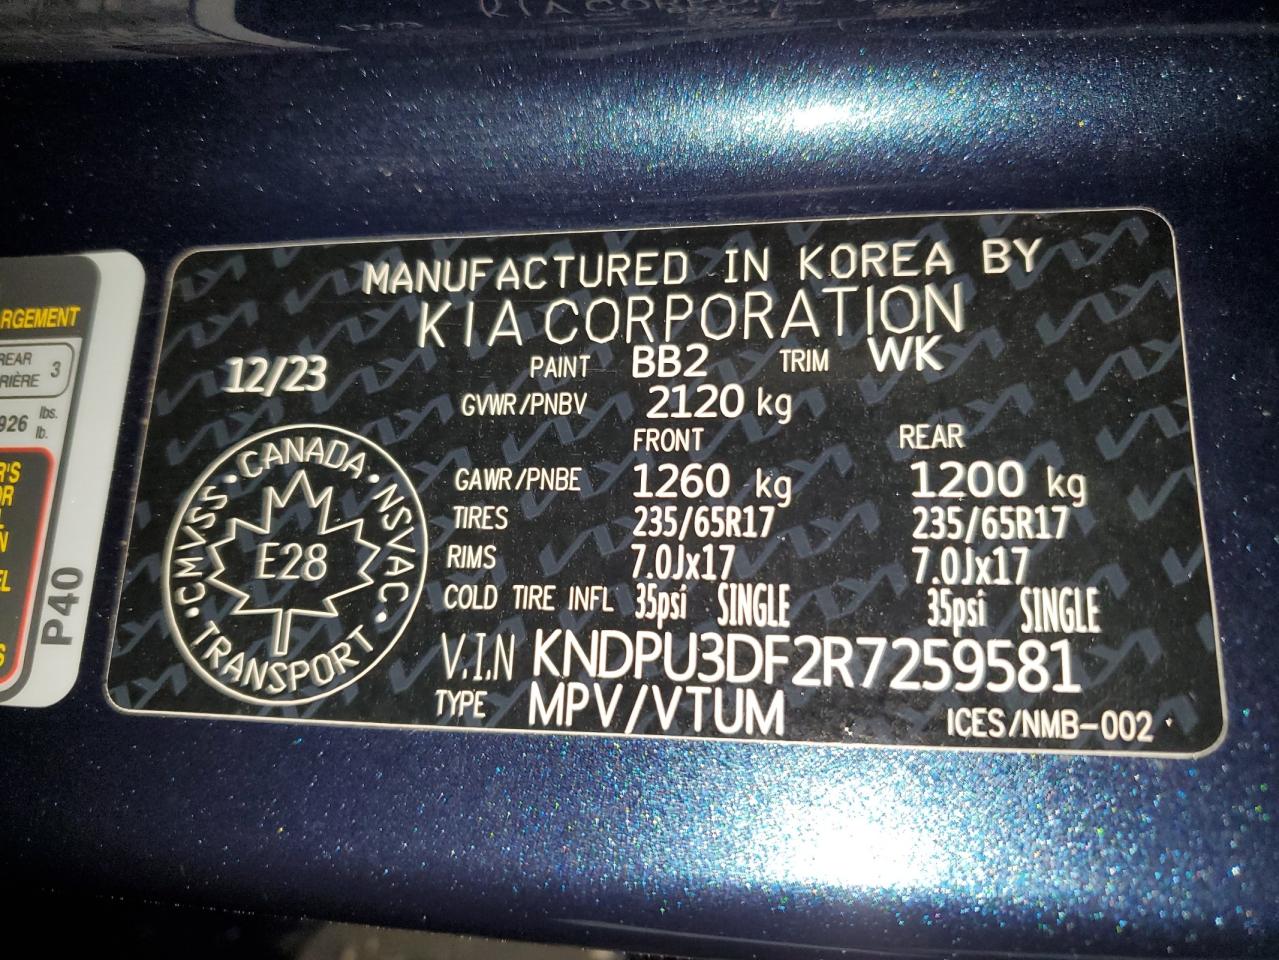 MANUFACTURED IN KOREA BY
KIA CORPORATION
12/23 PAINT BB2 TRIM WK
GVWR/PNBV 2120 kg
FRONT REAR
GAWR/PNBE 1260 kg 1200 kg
TIRES 235/65R17 235/65R17
RIMS 7.0Jx17 7.0Jx17
COLD TIRE INFL 35psi SINGLE 35psi SINGLE
V.I.N KNDPU3DF2R7259581
TYPE MPV/VTUM ICES/NMB-002
CANADA • NSVAC • TRANSPORT • CMVSS •
E28
RGEMENT
REAR
RIÈRE 3
926 lbs.
lb.
P40